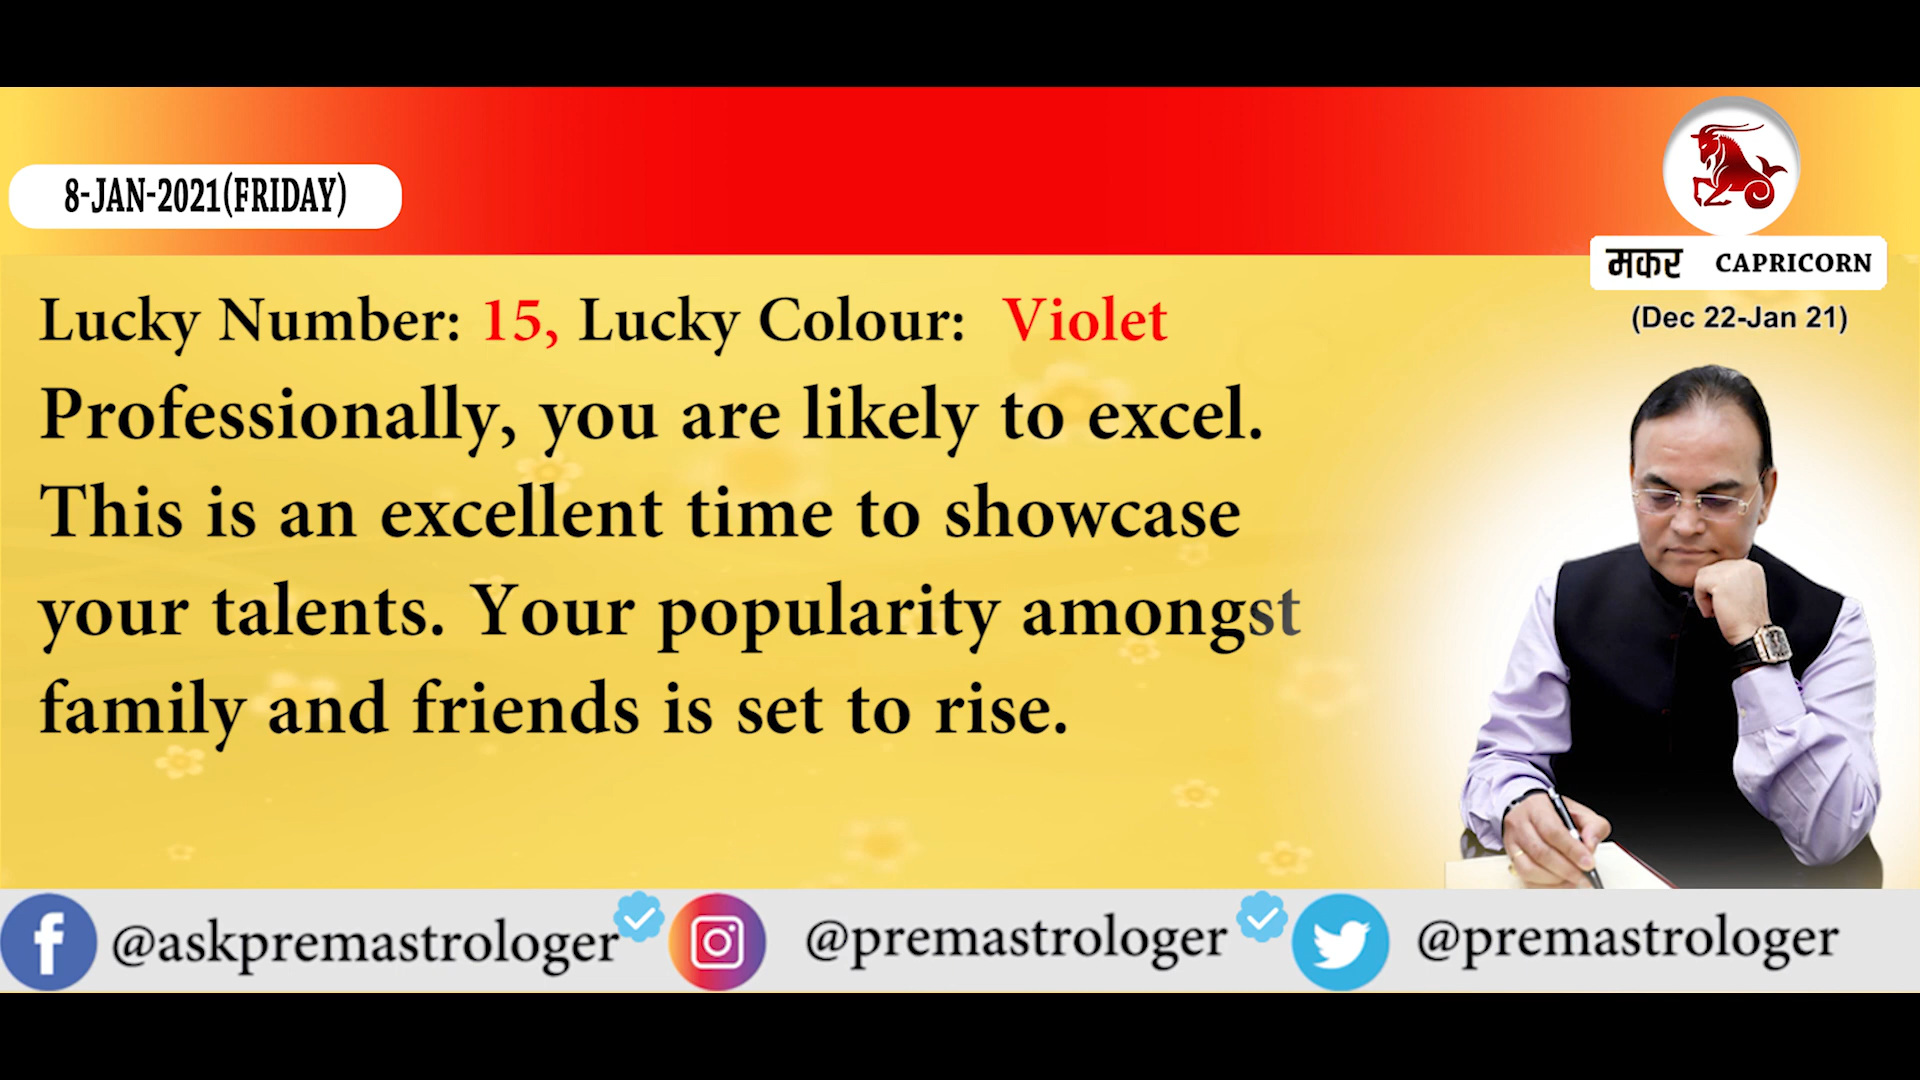 8-JAN-2021(FRIDAY)
मकर CAPRICORN
(Dec 22-Jan 21)
Lucky Number: 15, Lucky Colour: Violet
Professionally, you are likely to excel.
This is an excellent time to showcase
your talents. Your popularity amongst
family and friends is set to rise.
@askpremastrologer @premastrologer @premastrologer